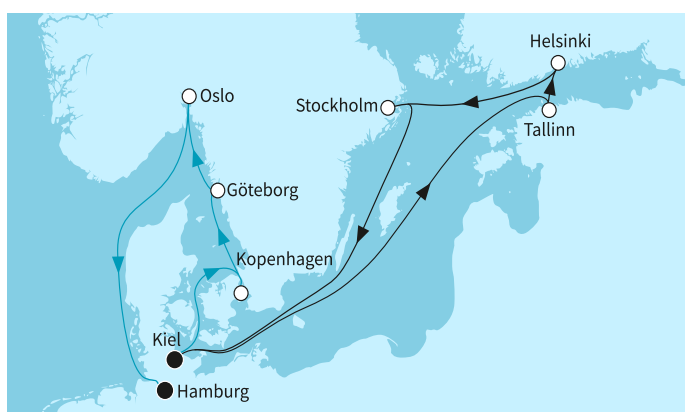 Helsinki
Oslo
Stockholm
Tallinn
Göteborg
Kopenhagen
Kiel
Hamburg